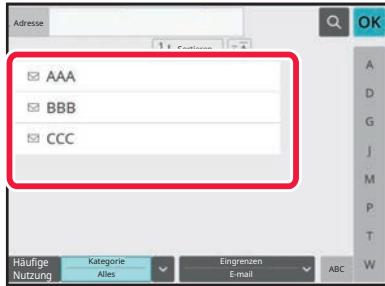 Adresse
OK
Sortieren
AAA
BBB
CCC
A
D
G
J
M
P
T
W
Häufige
Nutzung
Kategorie
Alles
Eingrenzen
E-mail
ABC